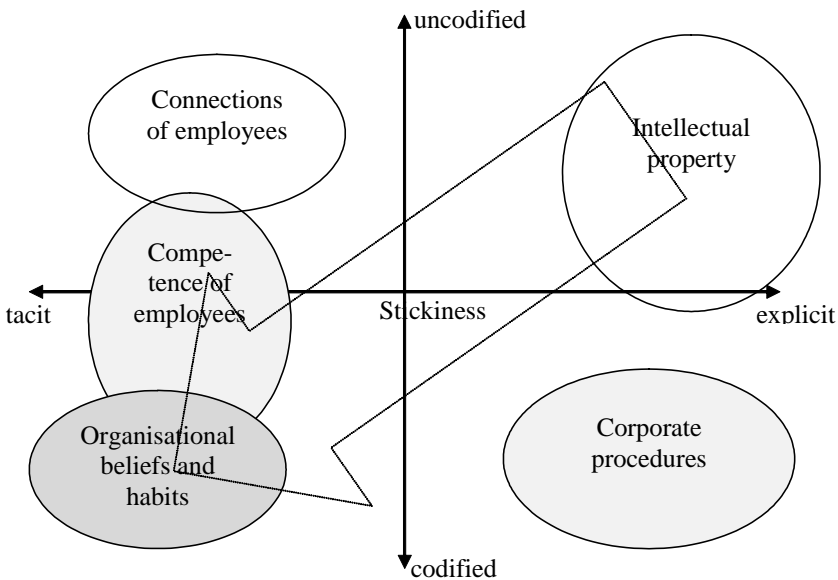 uncodified
Connections
of employees
Intellectual
property
Compe-
tence of
employees
Stickiness
tacit
explicit
Organisational
beliefs and
habits
Corporate
procedures
codified